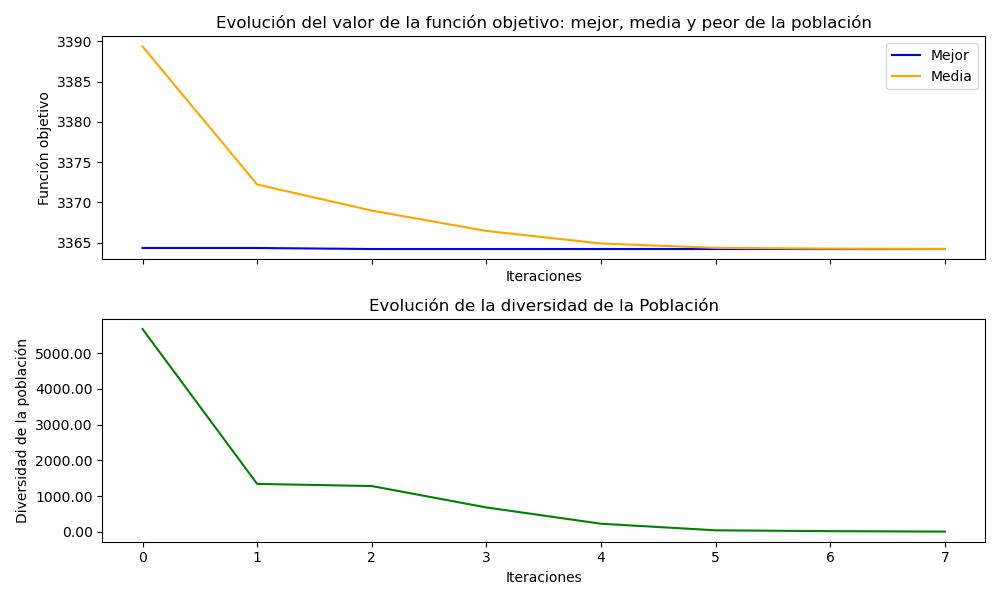 Evolución del valor de la función objetivo: mejor, media y peor de la población
3390
3385
3380
3375
3370
3365
Función objetivo
Mejor
Media
Iteraciones
Evolución de la diversidad de la Población
5000.00
4000.00
3000.00
2000.00
1000.00
0.00
Diversidad de la población
0 1 2 3 4 5 6 7
Iteraciones